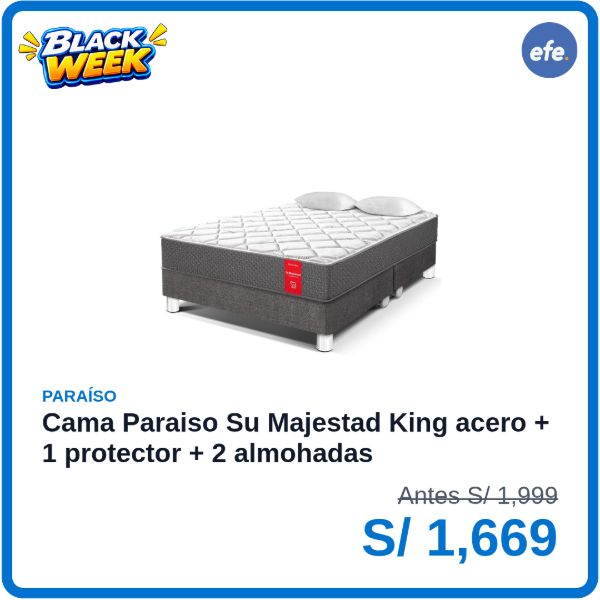 BLACK
WEEK
efe.
PARAÍSO
Cama Paraiso Su Majestad King acero +
1 protector + 2 almohadas
Antes S/ 1,999
S/ 1,669